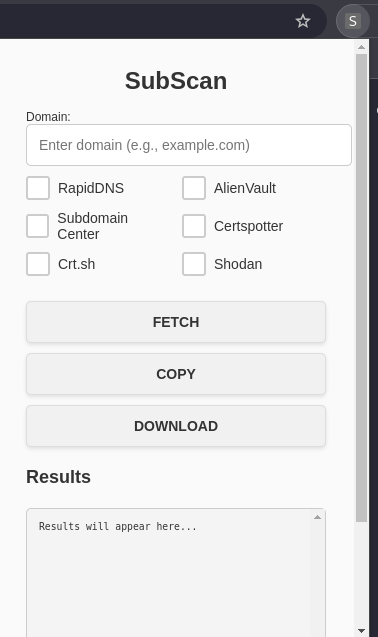 S
SubScan
Domain:
Enter domain (e.g., example.com)
RapidDNS
AlienVault
Subdomain
Center
Certspotter
Crt.sh
Shodan
FETCH
COPY
DOWNLOAD
Results
Results will appear here...